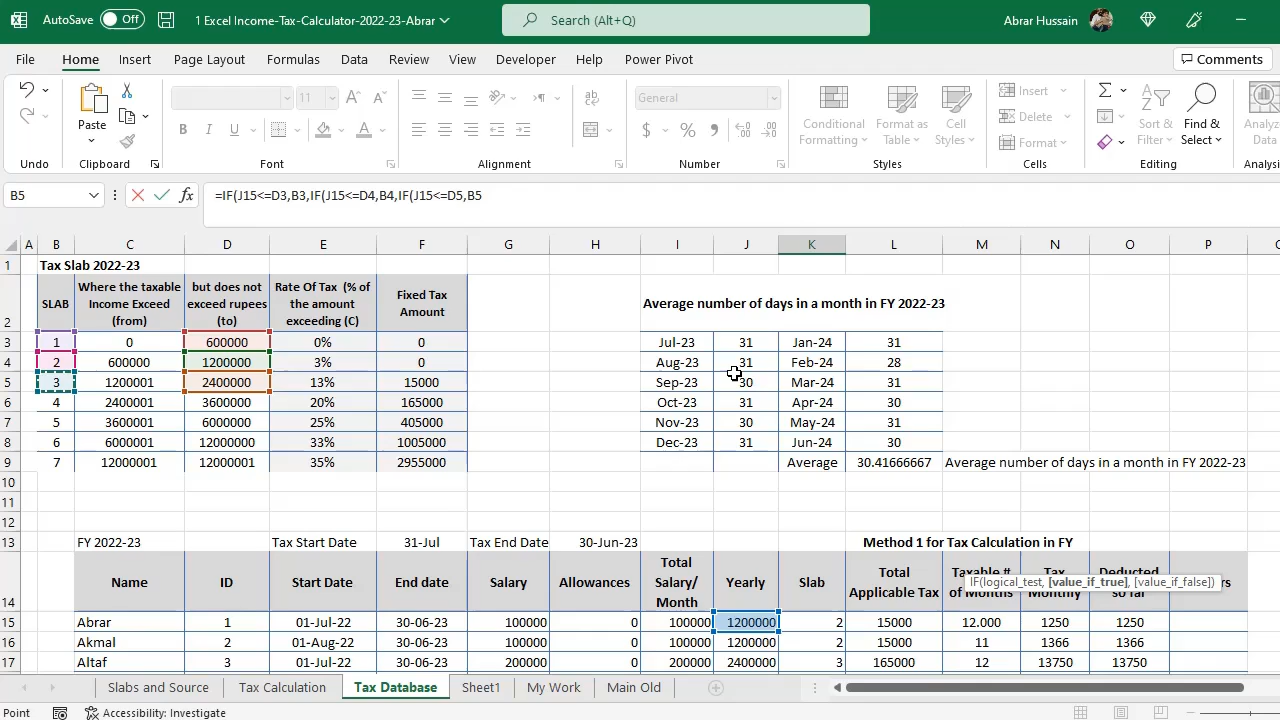 AutoSave Off 1 Excel Income-Tax-Calculator-2022-23-Abrar Search (Alt+Q) Abrar Hussain
File Home Insert Page Layout Formulas Data Review View Developer Help Power Pivot Comments
11 General Insert
Paste Conditional Format as Cell Delete Sort & Find & Analyz
Formatting Table Styles Format Filter Select Data
Undo Clipboard Font Alignment Number Styles Cells Editing Analysis
B5 =IF(J15<=D3,B3,IF(J15<=D4,B4,IF(J15<=D5,B5
A B C D E F G H I J K L M N O P
1 Tax Slab 2022-23
2 SLAB Where the taxable Income Exceed (from) but does not exceed rupees (to) Rate Of Tax (% of the amount exceeding (C) Fixed Tax Amount Average number of days in a month in FY 2022-23
3 1 0 600000 0% 0 Jul-23 31 Jan-24 31
4 2 600000 1200000 3% 0 Aug-23 31 Feb-24 28
5 3 1200001 2400000 13% 15000 Sep-23 30 Mar-24 31
6 4 2400001 3600000 20% 165000 Oct-23 31 Apr-24 30
7 5 3600001 6000000 25% 405000 Nov-23 30 May-24 31
8 6 6000001 12000000 33% 1005000 Dec-23 31 Jun-24 30
9 7 12000001 12000001 35% 2955000 Average 30.41666667 Average number of days in a month in FY 2022-23
10
11
12
13 FY 2022-23 Tax Start Date 31-Jul Tax End Date 30-Jun-23 Method 1 for Tax Calculation in FY
14 Name ID Start Date End date Salary Allowances Total Salary/ Month Yearly Slab Total Applicable Tax Taxable # of Months Tax Monthly Deducted so far
IF(logical_test, [value_if_true], [value_if_false])
15 Abrar 1 01-Jul-22 30-06-23 100000 0 100000 1200000 2 15000 12.000 1250 1250
16 Akmal 2 01-Aug-22 30-06-23 100000 0 100000 1200000 2 15000 11 1366 1366
17 Altaf 3 01-Jul-22 30-06-23 200000 0 200000 2400000 3 165000 12 13750 13750
Slabs and Source Tax Calculation Tax Database Sheet1 My Work Main Old
Point Accessibility: Investigate